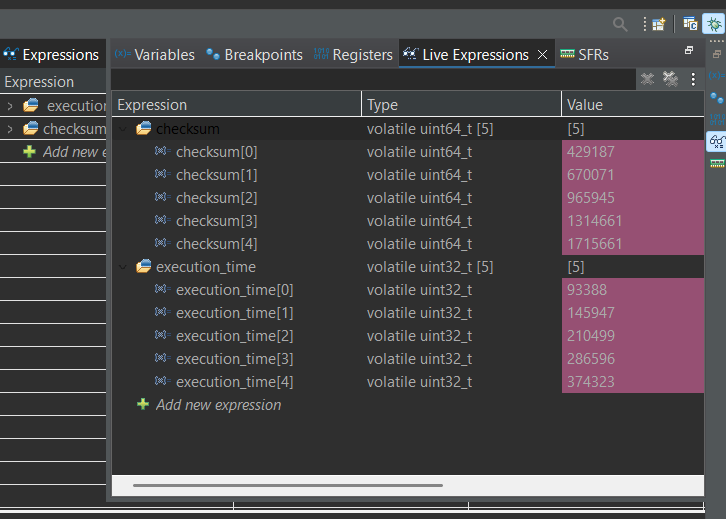 Expressions
Variables Breakpoints Registers Live Expressions SFRs
Expression
execution
checksum
Add new e
Expression Type Value
checksum volatile uint64_t [5] [5]
checksum[0] volatile uint64_t 429187
checksum[1] volatile uint64_t 670071
checksum[2] volatile uint64_t 965945
checksum[3] volatile uint64_t 1314661
checksum[4] volatile uint64_t 1715661
execution_time volatile uint32_t [5] [5]
execution_time[0] volatile uint32_t 93388
execution_time[1] volatile uint32_t 145947
execution_time[2] volatile uint32_t 210499
execution_time[3] volatile uint32_t 286596
execution_time[4] volatile uint32_t 374323
Add new expression